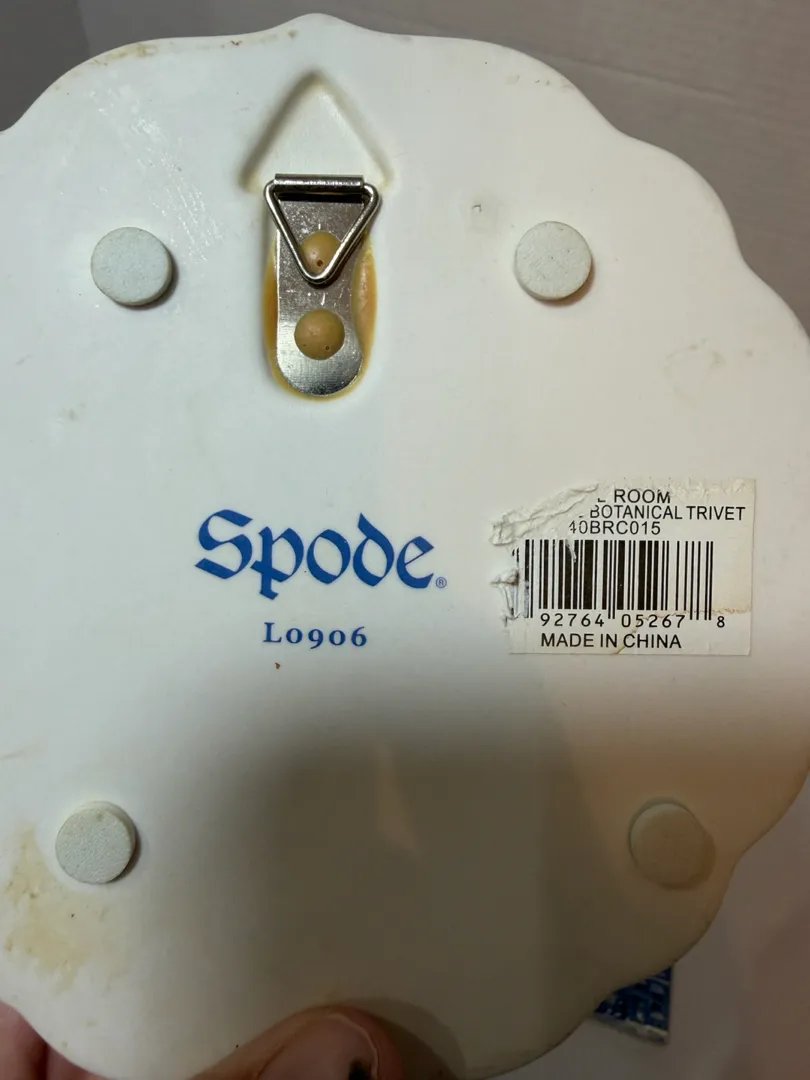 Spode®
L0906
ROOM
BOTANICAL TRIVET
40BRC015
92764 05267 8
MADE IN CHINA